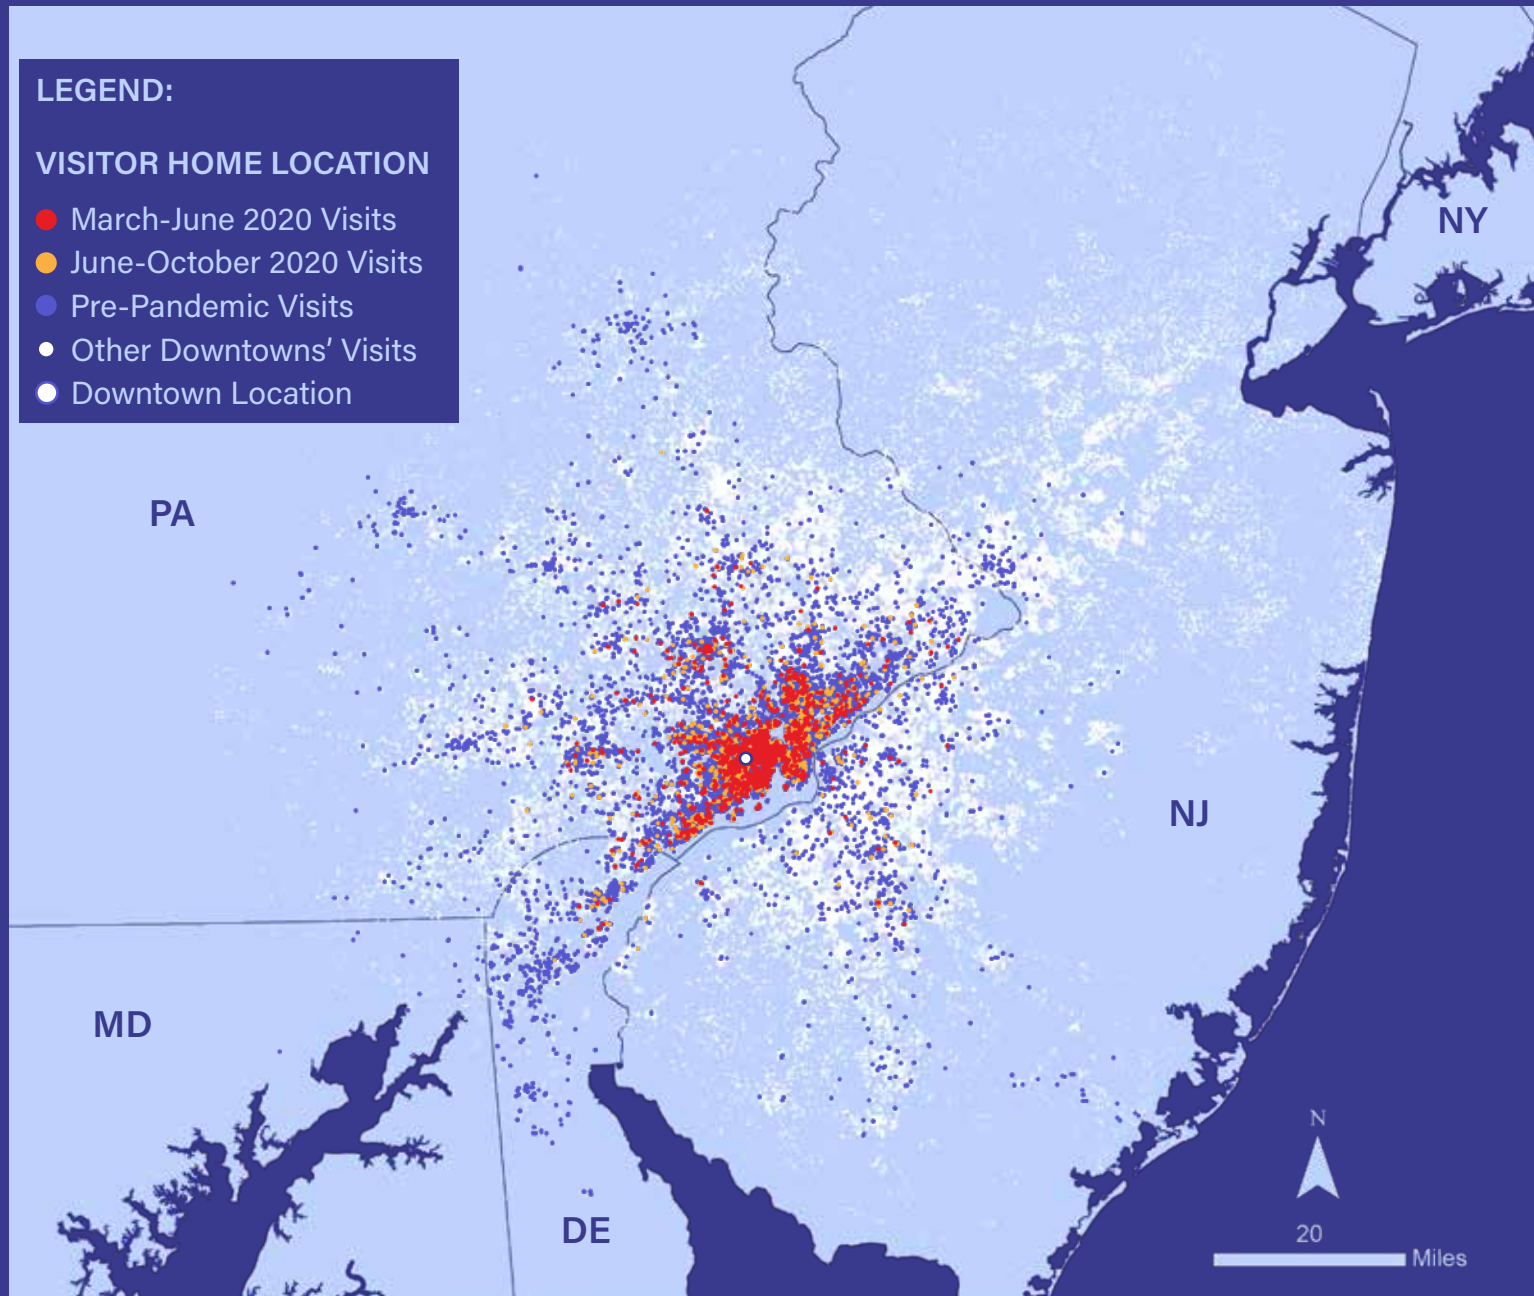 LEGEND:
VISITOR HOME LOCATION
March-June 2020 Visits
June-October 2020 Visits
Pre-Pandemic Visits
Other Downtowns’ Visits
Downtown Location
NY
PA
NJ
MD
N
DE
20
Miles